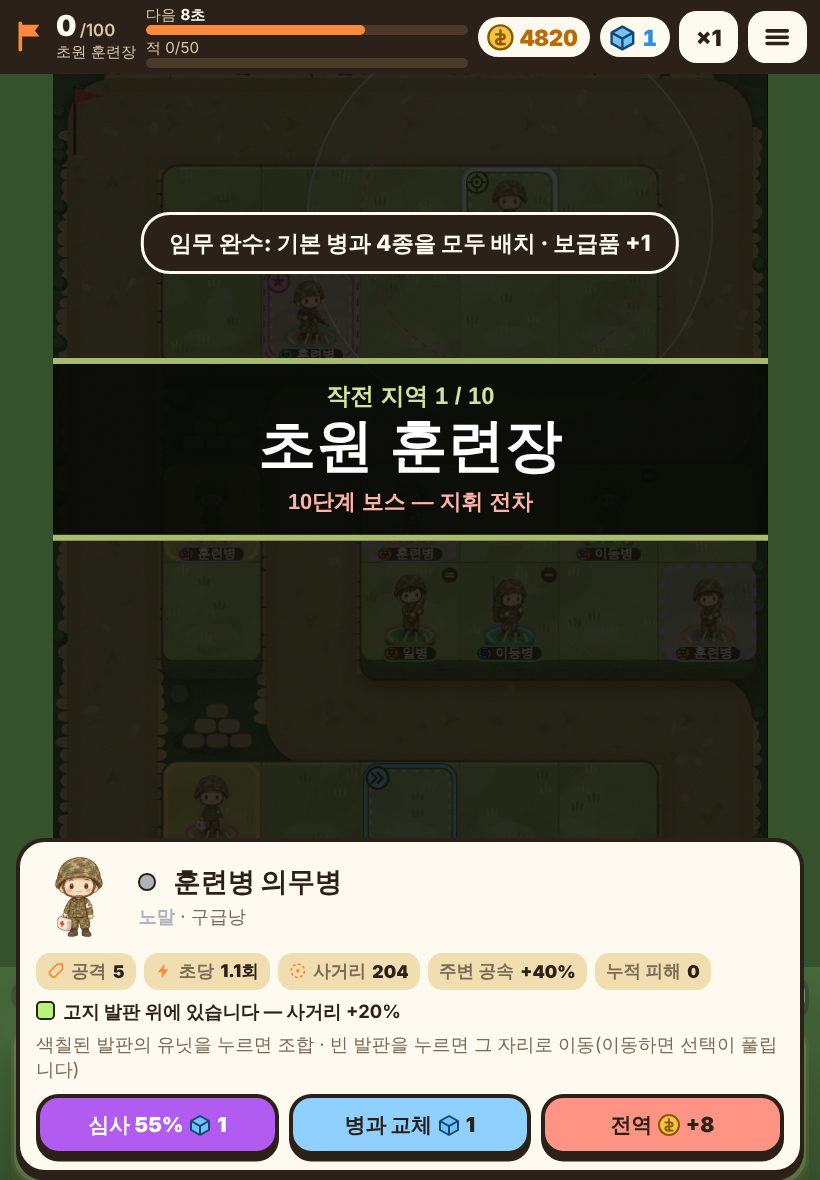 0 /100
초원 훈련장
다음 8초
적 0/50
4820
1
×1
임무 완수: 기본 병과 4종을 모두 배치 · 보급품 +1
훈련병
작전 지역 1 / 10
초원 훈련장
10단계 보스 — 지휘 전차
훈련병
훈련병
이등병
일병
이등병
훈련병
훈련병 의무병
노말 · 구급낭
공격 5
초당 1.1회
사거리 204
주변 공속 +40%
누적 피해 0
고지 발판 위에 있습니다 — 사거리 +20%
색칠된 발판의 유닛을 누르면 조합 · 빈 발판을 누르면 그 자리로 이동(이동하면 선택이 풀립
니다)
심사 55% 1
병과 교체 1
전역 +8